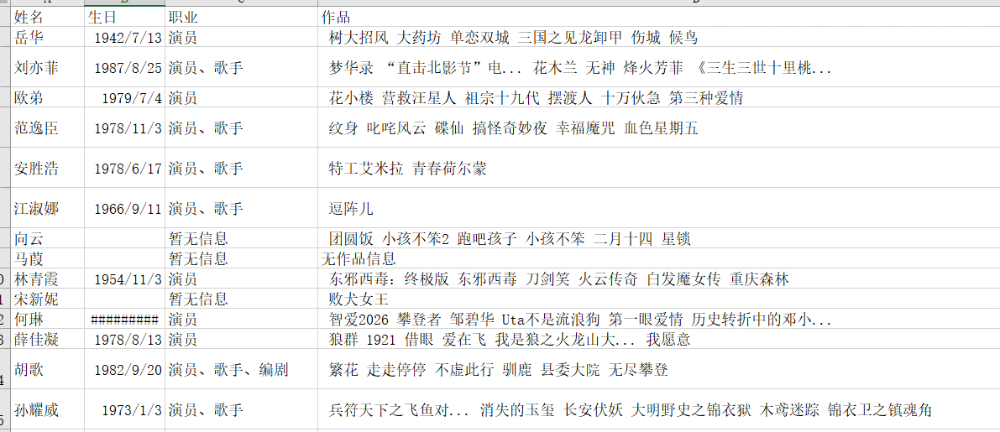 姓名 生日 职业 作品
岳华 1942/7/13 演员 树大招风 大药坊 单恋双城 三国之见龙卸甲 伤城 候鸟
刘亦菲 1987/8/25 演员、歌手 梦华录 “直击北影节”电... 花木兰 无神 烽火芳菲 《三生三世十里桃...
欧弟 1979/7/4 演员 花小楼 营救汪星人 祖宗十九代 摆渡人 十万伙急 第三种爱情
范逸臣 1978/11/3 演员、歌手 纹身 叱咤风云 碟仙 搞怪奇妙夜 幸福魔咒 血色星期五
安胜浩 1978/6/17 演员、歌手 特工艾米拉 青春荷尔蒙
江淑娜 1966/9/11 演员、歌手 逗阵儿
向云 暂无信息 团圆饭 小孩不笨2 跑吧孩子 小孩不笨 二月十四 星锁
马葭 暂无信息 无作品信息
林青霞 1954/11/3 演员 东邪西毒：终极版 东邪西毒 刀剑笑 火云传奇 白发魔女传 重庆森林
宋新妮 暂无信息 败犬女王
何琳 ######### 演员 智爱2026 攀登者 邹碧华 Uta不是流浪狗 第一眼爱情 历史转折中的邓小...
薛佳凝 1978/8/13 演员 狼群 1921 借眼 爱在飞 我是狼之火龙山大... 我愿意
胡歌 1982/9/20 演员、歌手、编剧 繁花 走走停停 不虚此行 驯鹿 县委大院 无尽攀登
孙耀威 1973/1/3 演员、歌手 兵符天下之飞鱼对... 消失的玉玺 长安伏妖 大明野史之锦衣狱 木鸢迷踪 锦衣卫之镇魂角